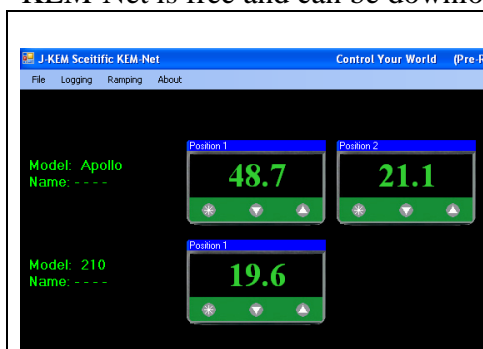 KEM-Net is free and can be downlo
J-KEM Sceitific KEM-Net Control Your World (Pre-R
File Logging Ramping About
Position 1 Position 2
Model: Apollo
Name: - - - -
48.7 21.1
Position 1
Model: 210
Name: - - - -
19.6